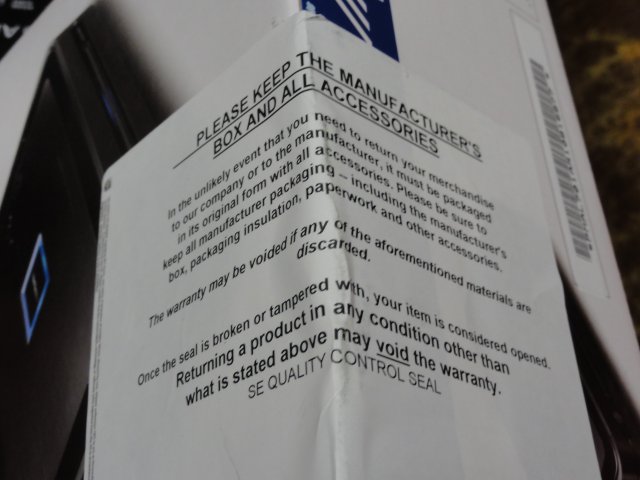 PLEASE KEEP THE MANUFACTURER'S
BOX AND ALL ACCESSORIES
In the unlikely event that you need to return your merchandise
to our company or to the manufacturer, it must be packaged
in its original form with all accessories. Please be sure to
keep all manufacturer packaging – including the manufacturer's
box, packaging insulation, paperwork and other accessories.
The warranty may be voided if any of the aforementioned materials are
discarded.
Once the seal is broken or tampered with, your item is considered opened.
Returning a product in any condition other than
what is stated above may void the warranty.
SE QUALITY CONTROL SEAL